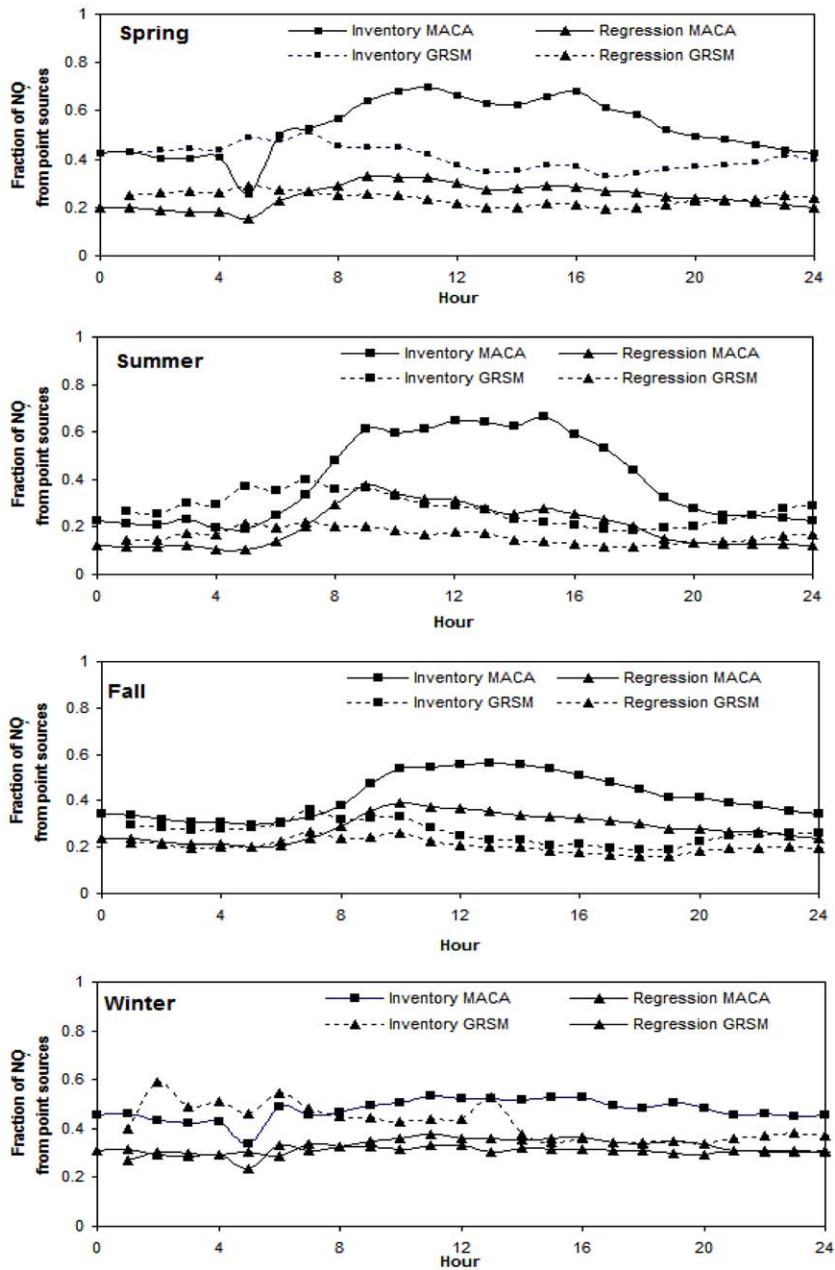 Spring
Inventory MACA Regression MACA
Inventory GRSM Regression GRSM
Fraction of NOy
from point sources
1
0.8
0.6
0.4
0.2
0
0 4 8 12 16 20 24
Hour
Summer
Inventory MACA Regression MACA
Inventory GRSM Regression GRSM
Fraction of NOy
from point sources
1
0.8
0.6
0.4
0.2
0
0 4 8 12 16 20 24
Hour
Fall
Inventory MACA Regression MACA
Inventory GRSM Regression GRSM
Fraction of NOy
from point sources
1
0.8
0.6
0.4
0.2
0
0 4 8 12 16 20 24
Hour
Winter
Inventory MACA Regression MACA
Inventory GRSM Regression GRSM
Fraction of NOy
from point sources
1
0.8
0.6
0.4
0.2
0
0 4 8 12 16 20 24
Hour